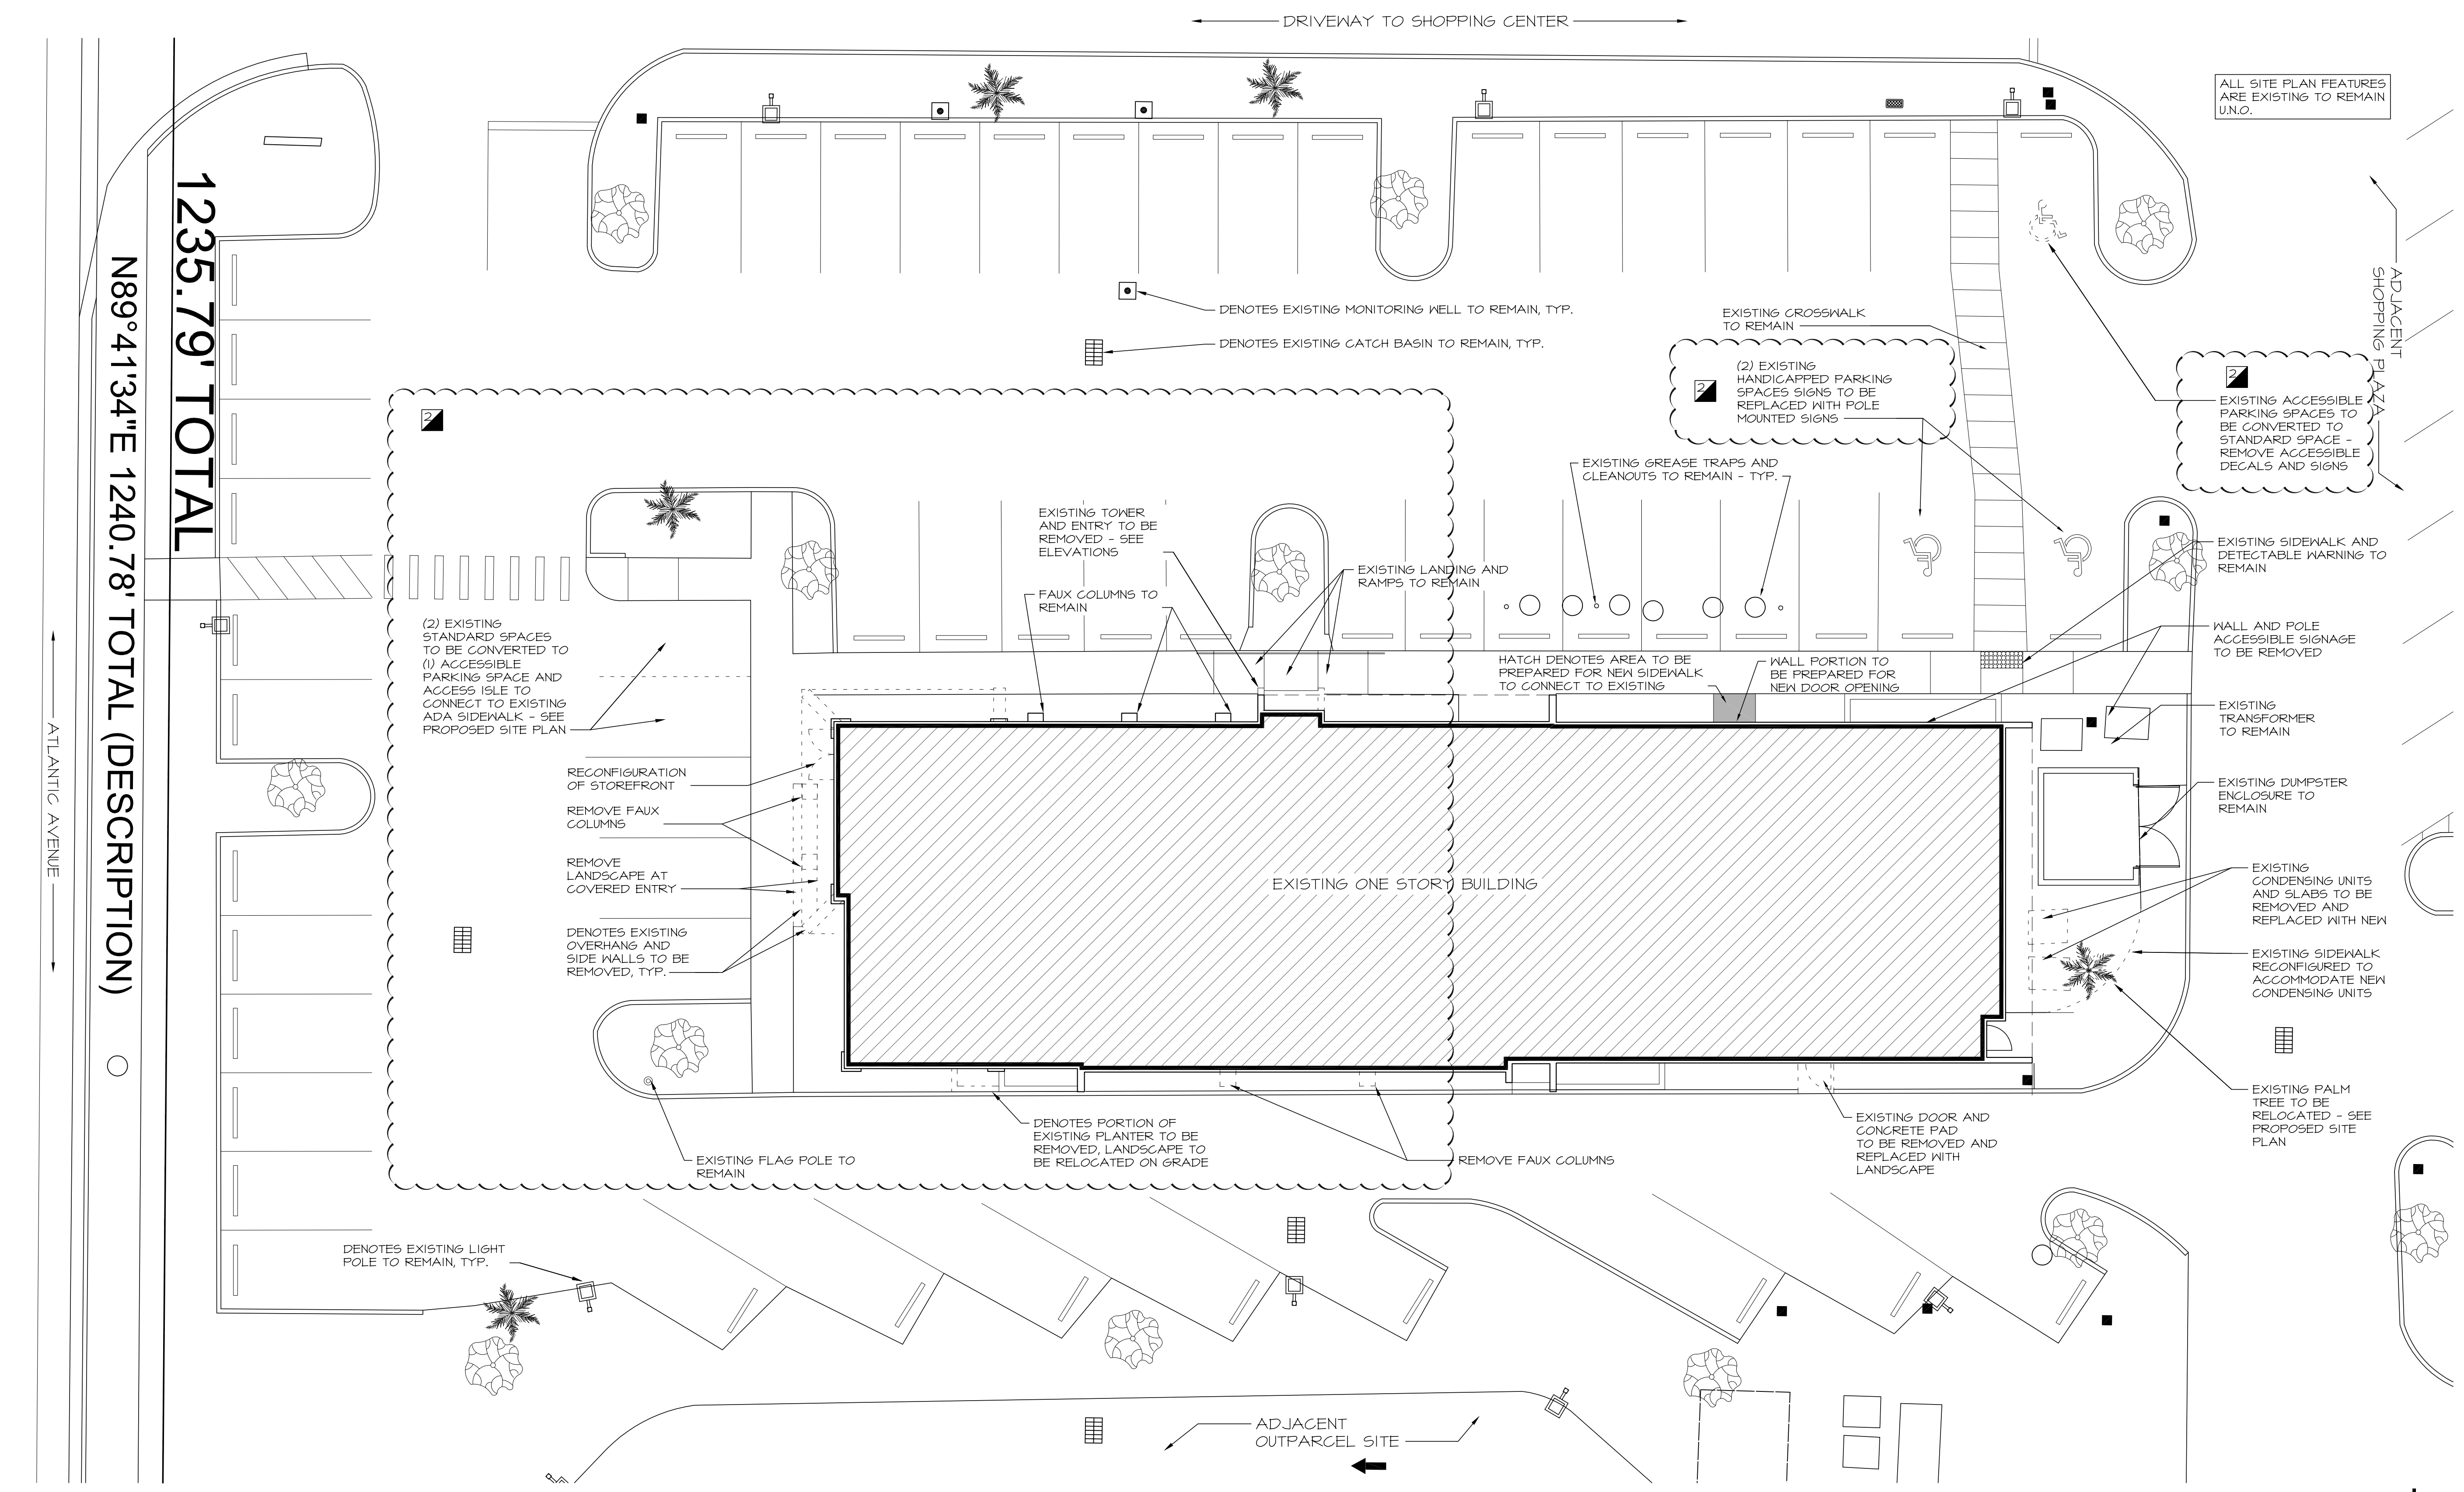 DRIVEWAY TO SHOPPING CENTER
ALL SITE PLAN FEATURES
ARE EXISTING TO REMAIN
U.N.O.
1235.79' TOTAL
N89°41'34"E 1240.78' TOTAL (DESCRIPTION)
ATLANTIC AVENUE
ADJACENT
SHOPPING PLAZA
DENOTES EXISTING MONITORING WELL TO REMAIN, TYP.
DENOTES EXISTING CATCH BASIN TO REMAIN, TYP.
EXISTING CROSSWALK
TO REMAIN
2
(2) EXISTING
HANDICAPPED PARKING
SPACES SIGNS TO BE
REPLACED WITH POLE
MOUNTED SIGNS
2
EXISTING ACCESSIBLE
PARKING SPACES TO
BE CONVERTED TO
STANDARD SPACE -
REMOVE ACCESSIBLE
DECALS AND SIGNS
2
EXISTING GREASE TRAPS AND
CLEANOUTS TO REMAIN - TYP.
EXISTING TOWER
AND ENTRY TO BE
REMOVED - SEE
ELEVATIONS
EXISTING LANDING AND
RAMPS TO REMAIN
FAUX COLUMNS TO
REMAIN
EXISTING SIDEWALK AND
DETECTABLE WARNING TO
REMAIN
(2) EXISTING
STANDARD SPACES
TO BE CONVERTED TO
(1) ACCESSIBLE
PARKING SPACE AND
ACCESS ISLE TO
CONNECT TO EXISTING
ADA SIDEWALK - SEE
PROPOSED SITE PLAN
WALL AND POLE
ACCESSIBLE SIGNAGE
TO BE REMOVED
HATCH DENOTES AREA TO BE
PREPARED FOR NEW SIDEWALK
TO CONNECT TO EXISTING
WALL PORTION TO
BE PREPARED FOR
NEW DOOR OPENING
EXISTING
TRANSFORMER
TO REMAIN
RECONFIGURATION
OF STOREFRONT
REMOVE FAUX
COLUMNS
EXISTING DUMPSTER
ENCLOSURE TO
REMAIN
REMOVE
LANDSCAPE AT
COVERED ENTRY
EXISTING ONE STORY BUILDING
EXISTING
CONDENSING UNITS
AND SLABS TO BE
REMOVED AND
REPLACED WITH NEW
DENOTES EXISTING
OVERHANG AND
SIDE WALLS TO BE
REMOVED, TYP.
EXISTING SIDEWALK
RECONFIGURED TO
ACCOMMODATE NEW
CONDENSING UNITS
EXISTING PALM
TREE TO BE
RELOCATED - SEE
PROPOSED SITE
PLAN
DENOTES PORTION OF
EXISTING PLANTER TO BE
REMOVED, LANDSCAPE TO
BE RELOCATED ON GRADE
EXISTING DOOR AND
CONCRETE PAD
TO BE REMOVED AND
REPLACED WITH
LANDSCAPE
EXISTING FLAG POLE TO
REMAIN
REMOVE FAUX COLUMNS
DENOTES EXISTING LIGHT
POLE TO REMAIN, TYP.
ADJACENT
OUTPARCEL SITE